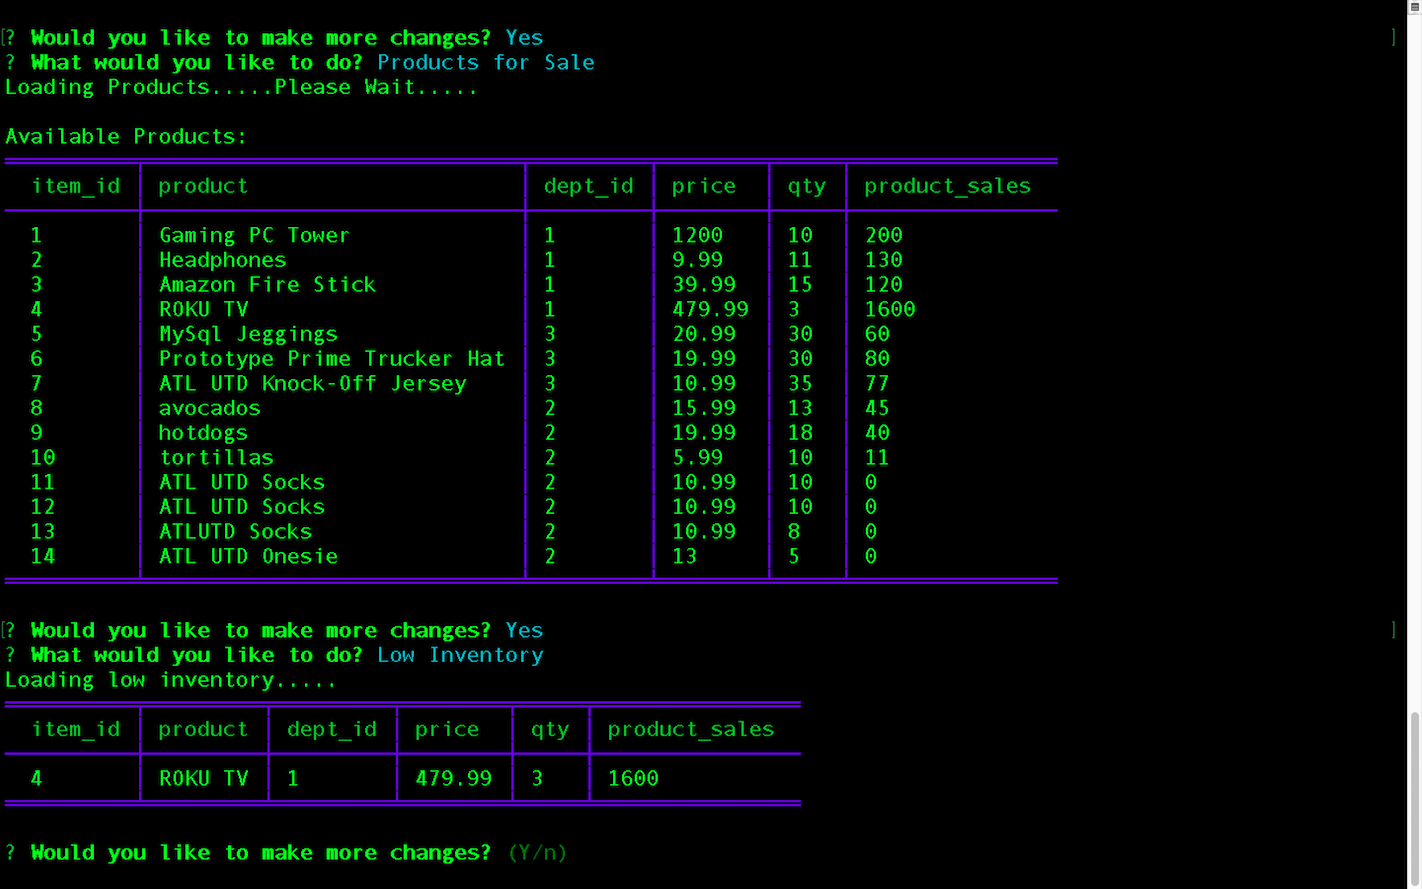 ? Would you like to make more changes? Yes
? What would you like to do? Products for Sale
Loading Products.....Please Wait.....
Available Products:
item_id product dept_id price qty product_sales
1 Gaming PC Tower 1 1200 10 200
2 Headphones 1 9.99 11 130
3 Amazon Fire Stick 1 39.99 15 120
4 ROKU TV 1 479.99 3 1600
5 MySql Jeggings 3 20.99 30 60
6 Prototype Prime Trucker Hat 3 19.99 30 80
7 ATL UTD Knock-Off Jersey 3 10.99 35 77
8 avocados 2 15.99 13 45
9 hotdogs 2 19.99 18 40
10 tortillas 2 5.99 10 11
11 ATL UTD Socks 2 10.99 10 0
12 ATL UTD Socks 2 10.99 10 0
13 ATLUTD Socks 2 10.99 8 0
14 ATL UTD Onesie 2 13 5 0
? Would you like to make more changes? Yes
? What would you like to do? Low Inventory
Loading low inventory.....
item_id product dept_id price qty product_sales
4 ROKU TV 1 479.99 3 1600
? Would you like to make more changes? (Y/n)